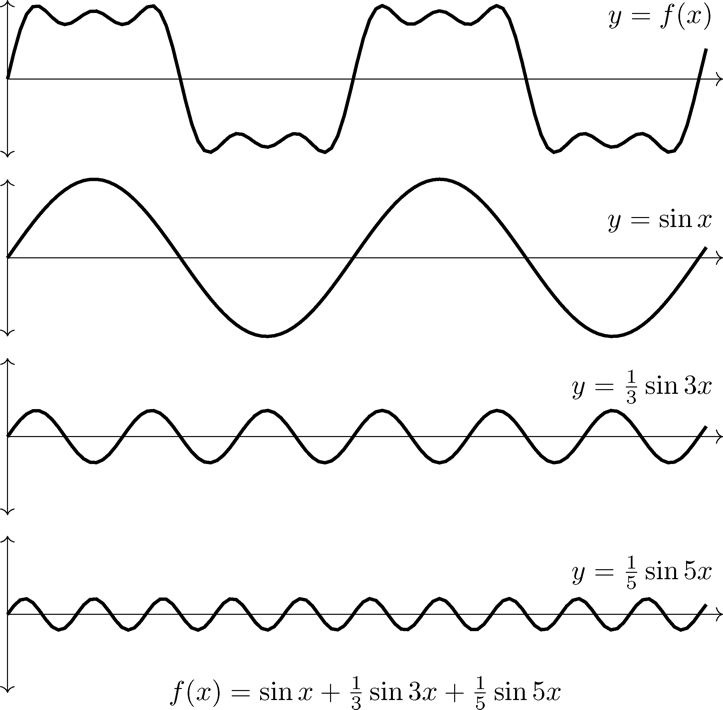 y = f(x)
y = sin x
y = 1/3 sin 3x
y = 1/5 sin 5x
f(x) = sin x + 1/3 sin 3x + 1/5 sin 5x